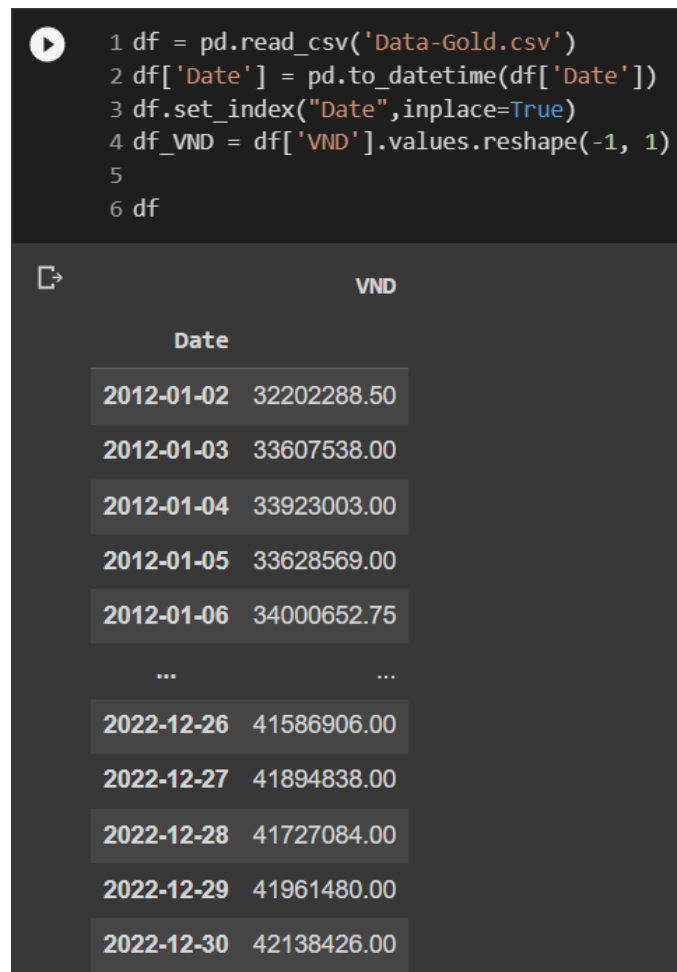 1 df = pd.read_csv('Data-Gold.csv')
2 df['Date'] = pd.to_datetime(df['Date'])
3 df.set_index("Date",inplace=True)
4 df_VND = df['VND'].values.reshape(-1, 1)
5
6 df
VND
Date
2012-01-02 32202288.50
2012-01-03 33607538.00
2012-01-04 33923003.00
2012-01-05 33628569.00
2012-01-06 34000652.75
... ...
2022-12-26 41586906.00
2022-12-27 41894838.00
2022-12-28 41727084.00
2022-12-29 41961480.00
2022-12-30 42138426.00